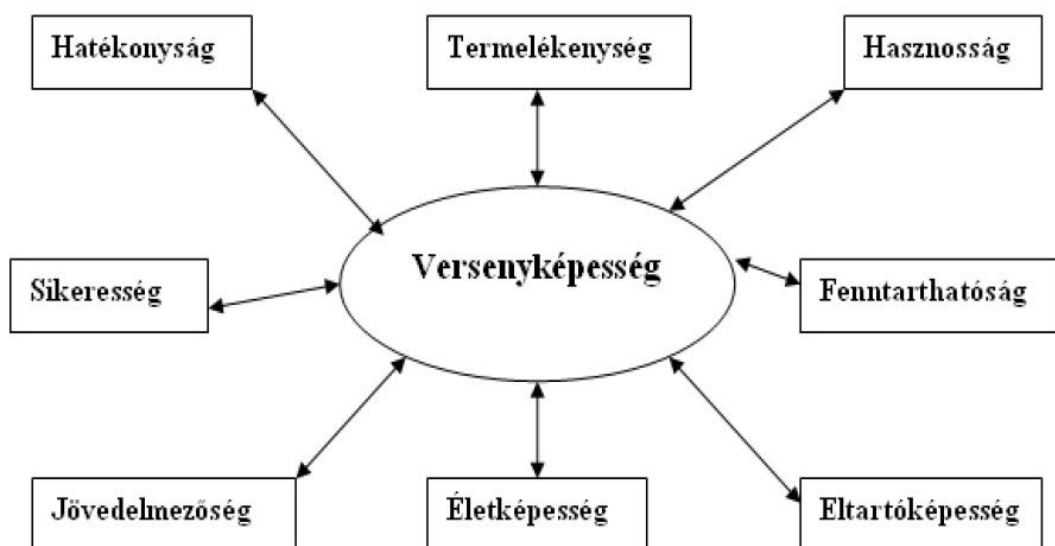 Hatékonyság
Termelékenység
Hasznosság
Versenyképesség
Sikeresség
Fenntarthatóság
Jövedelmezőség
Életképesség
Eltartóképesség